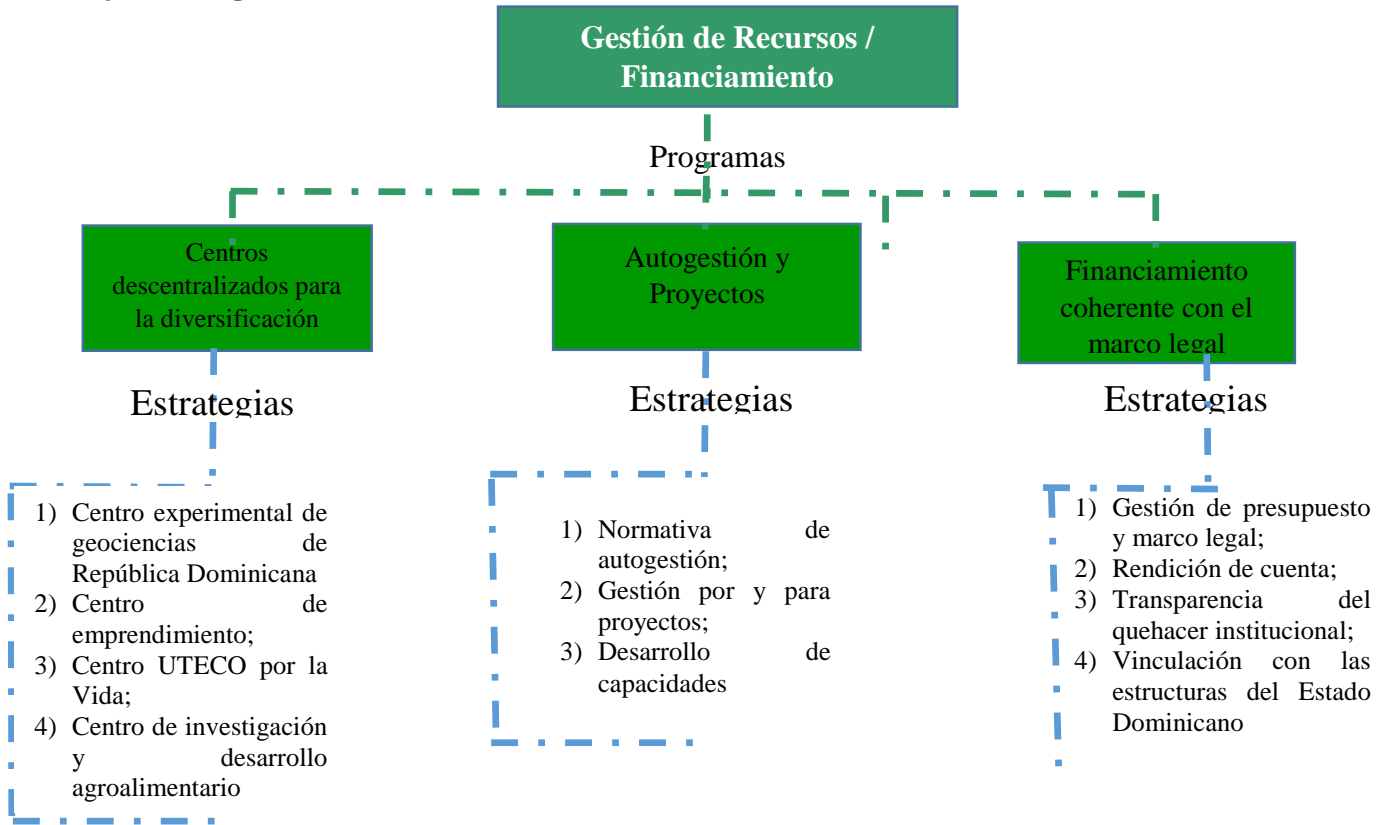 Gestión de Recursos /
Financiamiento
Programas
Centros
descentralizados para
la diversificación
Estrategias
1) Centro experimental de
geociencias de
República Dominicana
2) Centro de
emprendimiento;
3) Centro UTECO por la
Vida;
4) Centro de investigación
y desarrollo
agroalimentario
Autogestión y
Proyectos
Estrategias
1) Normativa de
autogestión;
2) Gestión por y para
proyectos;
3) Desarrollo de
capacidades
Financiamiento
coherente con el
marco legal
Estrategias
1) Gestión de presupuesto
y marco legal;
2) Rendición de cuenta;
3) Transparencia del
quehacer institucional;
4) Vinculación con las
estructuras del Estado
Dominicano